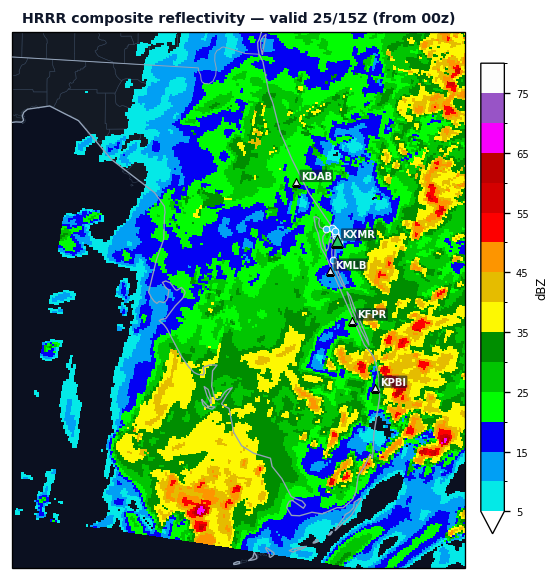 HRRR composite reflectivity — valid 25/15Z (from 00z)
KDAB
KXMR
KMLB
KFPR
KPBI
75
65
55
45
35
25
15
5
dBZ